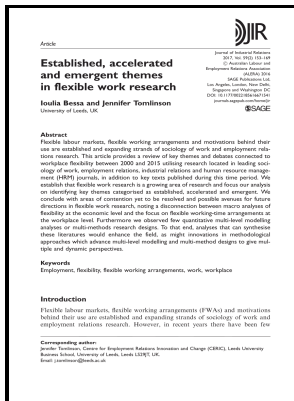 JIR
Article
Journal of Industrial Relations
2017, Vol. 59(2) 153–169
© Australian Labour and
Employment Relations Association
(ALERA) 2016
SAGE Publications Ltd,
Los Angeles, London, New Delhi,
Singapore and Washington DC
DOI: 10.1177/0022185616671541
journals.sagepub.com/home/jir
SAGE
Established, accelerated
and emergent themes
in flexible work research
Ioulia Bessa and Jennifer Tomlinson
University of Leeds, UK
Abstract
Flexible labour markets, flexible working arrangements and motivations behind their
use are established and expanding strands of sociology of work and employment rela-
tions research. This article provides a review of key themes and debates connected to
workplace flexibility between 2000 and 2015 utilising research located in leading soci-
ology of work, employment relations, industrial relations and human resource manage-
ment (HRM) journals, in addition to key texts published during this time period. We
establish that flexible work research is a growing area of research and focus our analysis
on identifying key themes categorised as established, accelerated and emergent. We
conclude with areas of contention yet to be resolved and possible avenues for future
directions in flexible work research, noting a disconnection between macro analyses of
flexibility at the economic level and the focus on flexible working-time arrangements at
the workplace level. Furthermore we observed few quantitative multi-level modelling
analyses or multi-methods research designs. To that end, analyses that can synthesise
these literatures would enhance the field, as might innovations in methodological
approaches which advance multi-level modelling and multi-method designs to give mul-
tiple and dynamic perspectives.
Keywords
Employment, flexibility, flexible working arrangements, work, workplace
Introduction
Flexible labour markets, flexible working arrangements (FWAs) and motivations
behind their use are established and expanding strands of sociology of work and
employment relations research. However, in recent years there have been few
Corresponding author:
Jennifer Tomlinson, Centre for Employment Relations Innovation and Change (CERIC), Leeds University
Business School, University of Leeds, Leeds LS29JT, UK.
Email: j.tomlinson@leeds.ac.uk